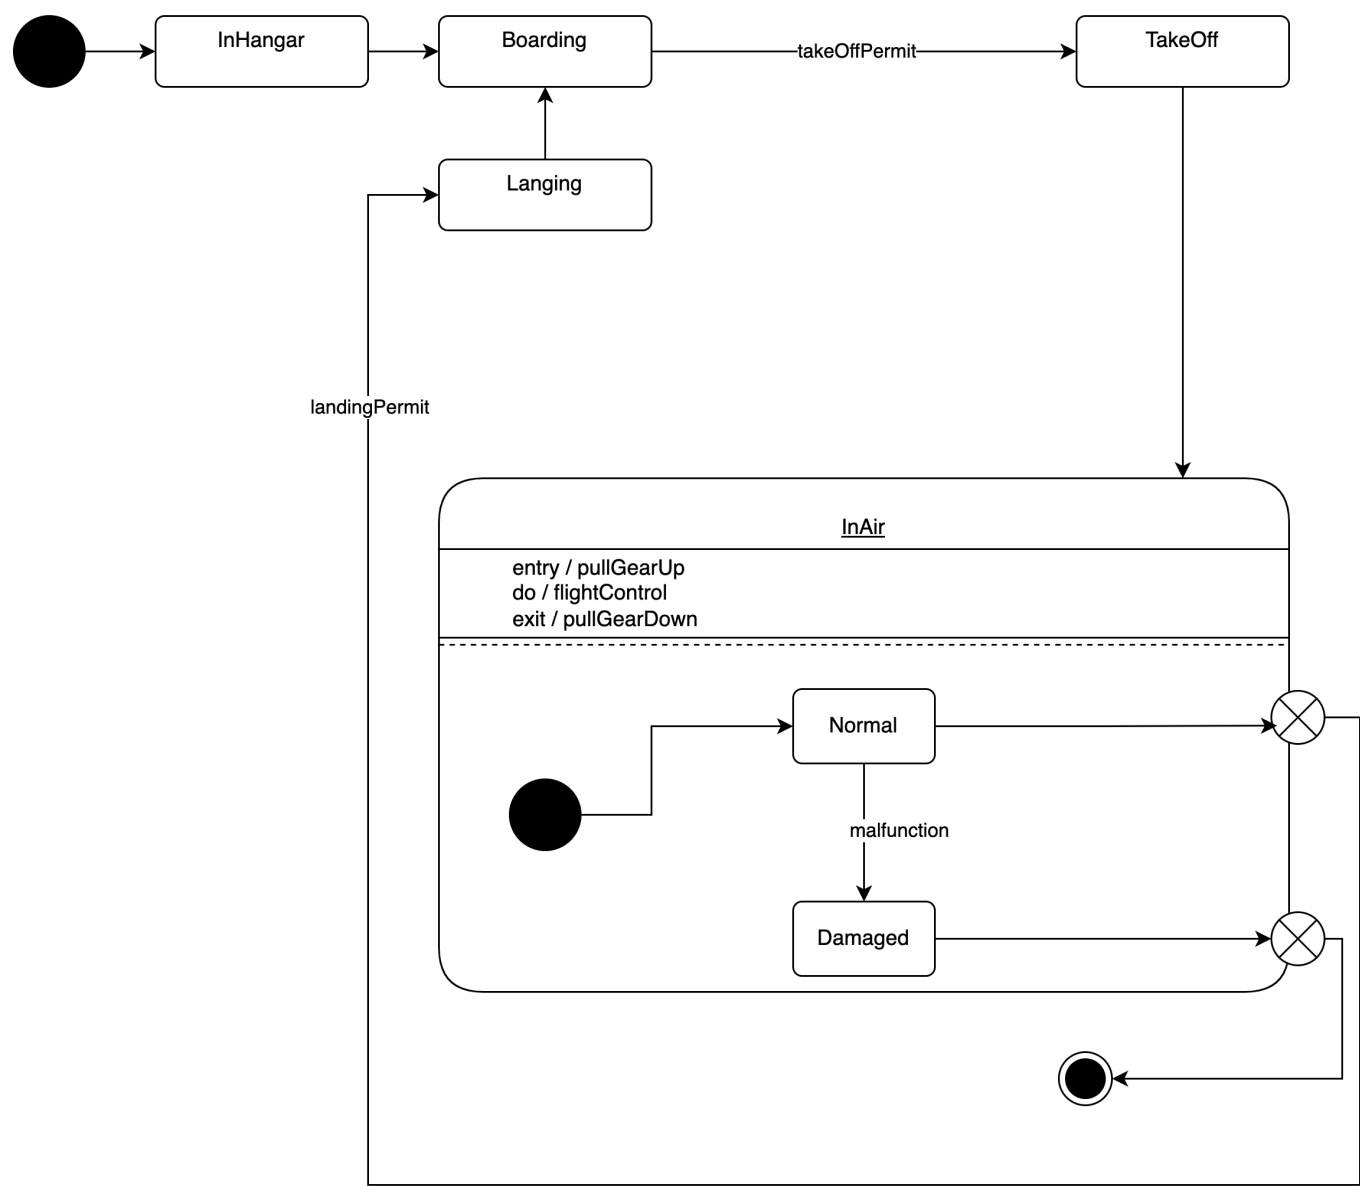 InHangar
Boarding
takeOffPermit
TakeOff
Langing
landingPermit
InAir
entry / pullGearUp
do / flightControl
exit / pullGearDown
Normal
malfunction
Damaged